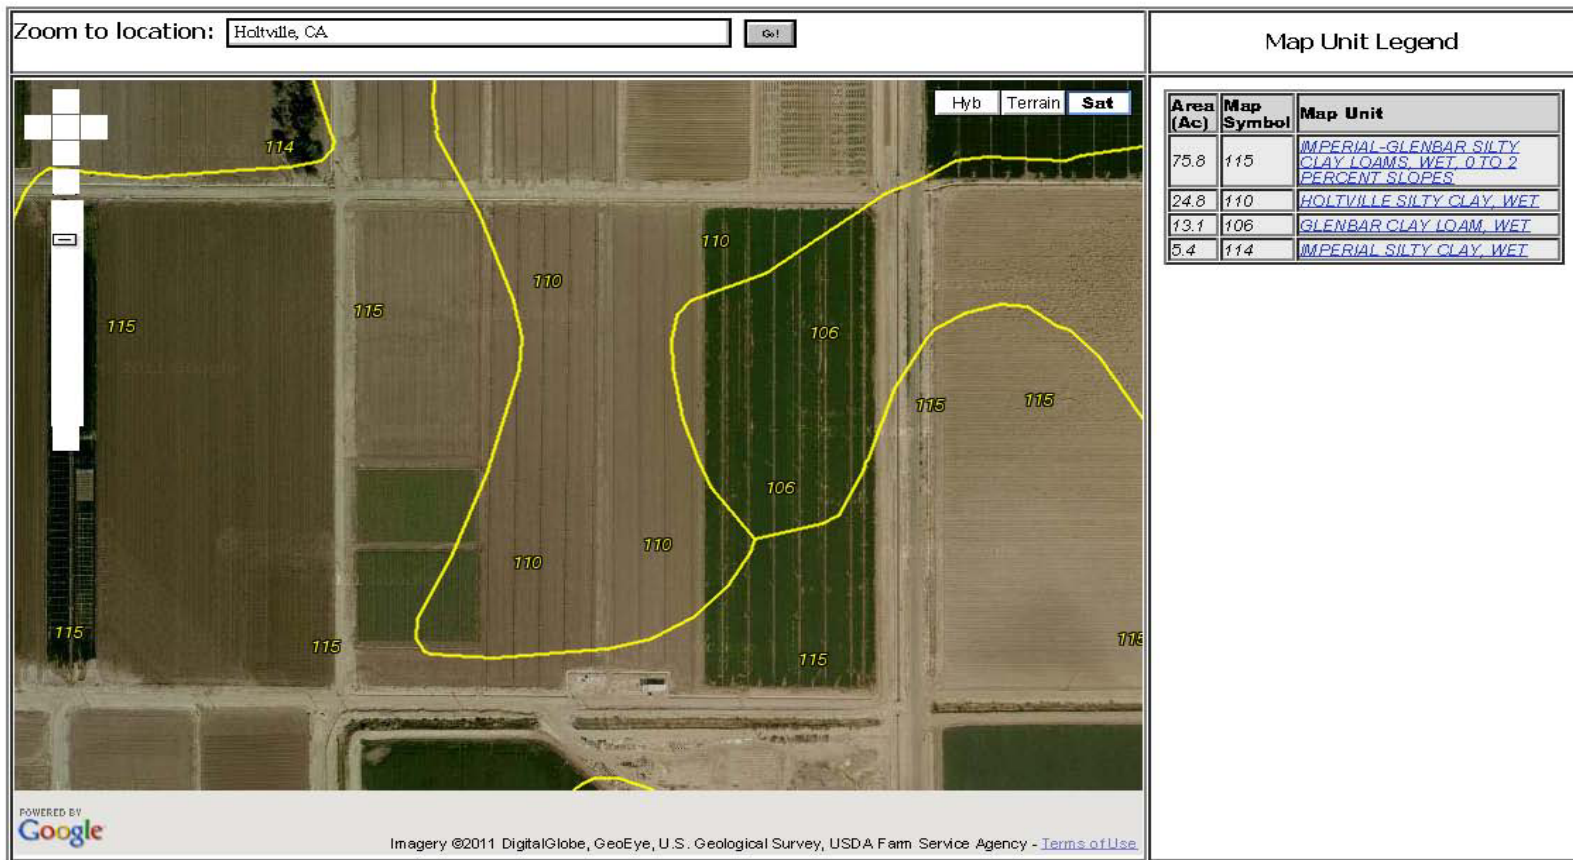 Zoom to location: Holtville, CA Go!
Map Unit Legend
Hyb Terrain Sat
Area (Ac) Map Symbol Map Unit
75.8 115 IMPERIAL-GLENBAR SILTY
CLAY LOAMS, WET, 0 TO 2
PERCENT SLOPES
24.8 110 HOLTVILLE SILTY CLAY, WET
13.1 106 GLENBAR CLAY LOAM, WET
5.4 114 IMPERIAL SILTY CLAY, WET
114
110
110
115
115
106
115
115
106
110
110
115
115
115
115
POWERED BY
Google
Imagery ©2011 DigitalGlobe, GeoEye, U.S. Geological Survey, USDA Farm Service Agency - Terms of Use